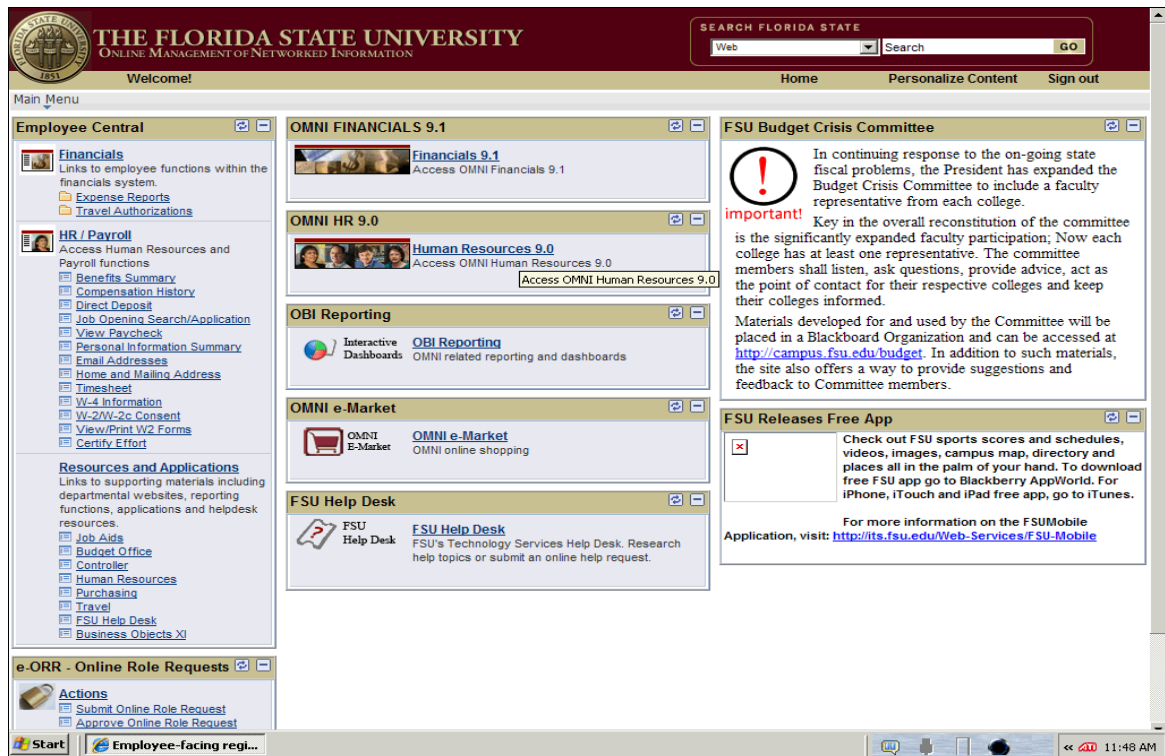 STATE UNIV
1851
THE FLORIDA STATE UNIVERSITY
ONLINE MANAGEMENT OF NETWORKED INFORMATION
SEARCH FLORIDA STATE
Web
Search
GO
Welcome!
Home
Personalize Content
Sign out
Main Menu
Employee Central
Financials
Links to employee functions within the
financials system.
Expense Reports
Travel Authorizations
HR / Payroll
Access Human Resources and
Payroll functions
Benefits Summary
Compensation History
Direct Deposit
Job Opening Search/Application
View Paycheck
Personal Information Summary
Email Addresses
Home and Mailing Address
Timesheet
W-4 Information
W-2/W-2c Consent
View/Print W2 Forms
Certify Effort
Resources and Applications
Links to supporting materials including
departmental websites, reporting
functions, applications and helpdesk
resources.
Job Aids
Budget Office
Controller
Human Resources
Purchasing
Travel
FSU Help Desk
Business Objects XI
e-ORR - Online Role Requests
Actions
Submit Online Role Request
Approve Online Role Request
OMNI FINANCIALS 9.1
Financials 9.1
Access OMNI Financials 9.1
OMNI HR 9.0
Human Resources 9.0
Access OMNI Human Resources 9.0
Access OMNI Human Resources 9.0
OBI Reporting
Interactive
Dashboards
OBI Reporting
OMNI related reporting and dashboards
OMNI e-Market
OMNI
E-Market
OMNI e-Market
OMNI online shopping
FSU Help Desk
FSU
Help Desk
FSU Help Desk
FSU's Technology Services Help Desk. Research
help topics or submit an online help request.
FSU Budget Crisis Committee
important!
In continuing response to the on-going state
fiscal problems, the President has
expanded the
Budget Crisis Committee to include
a faculty
representative from each college.
Key in the overall reconstitution of the committee
is the significantly expanded faculty participation; Now each
college has at least one representative. The committee
members shall listen, ask questions, provide advice, act as
the point of contact for their respective colleges and keep
their colleges informed.
Materials developed for and used by the Committee will be
placed in a Blackboard Organization and can be accessed at
http://campus.fsu.edu/budget. In addition to such materials,
the site also offers a way to provide suggestions and
feedback to Committee members.
FSU Releases Free App
Check out FSU sports scores and schedules,
videos, images, campus map, directory and
places all in the palm of your hand. To download
free FSU app go to Blackberry AppWorld. For
iPhone, iTouch and iPad free app, go to iTunes.
For more information on the FSUMobile
Application, visit: http://its.fsu.edu/Web-Services/FSU-Mobile
Start
Employee-facing regi...
«
11:48 AM